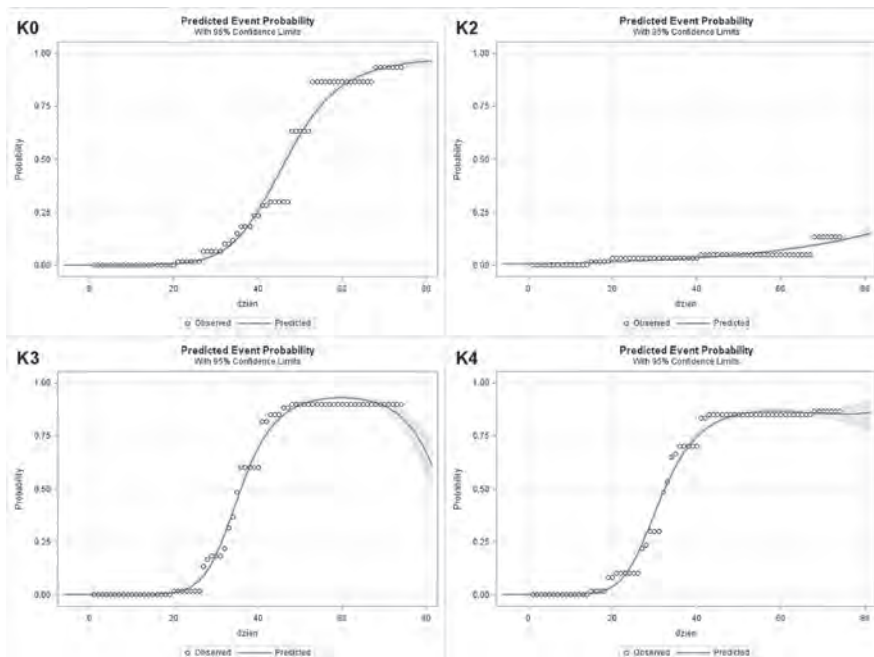 K0
Predicted Event Probability
With 95% Confidence Limits
1.00
0.75
0.50
0.25
0.00
Probability
0 20 40 60 80
dzien
Observed Predicted
K2
Predicted Event Probability
With 95% Confidence Limits
1.00
0.75
0.50
0.25
0.00
Probability
0 20 40 60 80
dzien
Observed Predicted
K3
Predicted Event Probability
With 95% Confidence Limits
1.00
0.75
0.50
0.25
0.00
Probability
0 20 40 60 80
dzien
Observed Predicted
K4
Predicted Event Probability
With 95% Confidence Limits
1.00
0.75
0.50
0.25
0.00
Probability
0 20 40 60 80
dzien
Observed Predicted